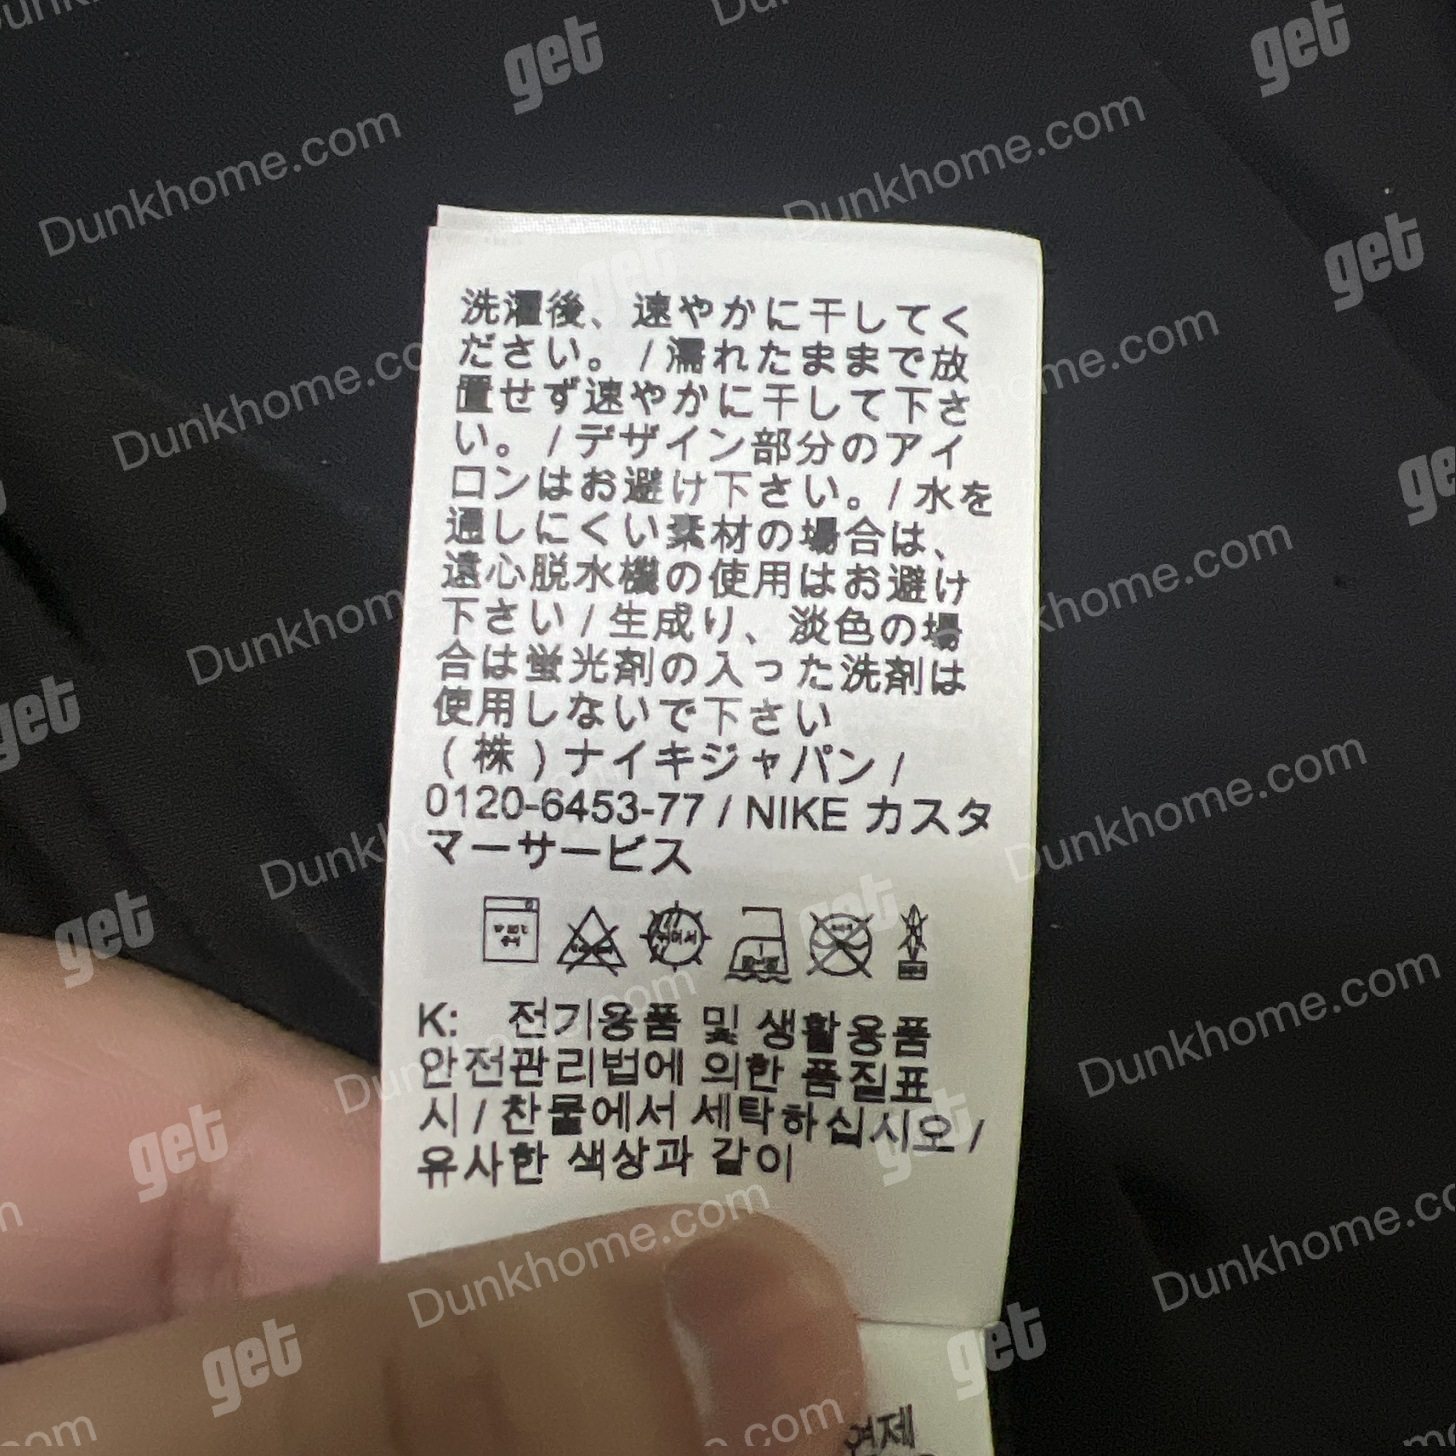 洗濯後、速やかに干してく
ださい。 / 濡れたままで放
置せず速やかに干して下さ
い。 / デザイン部分のアイ
ロンはお避け下さい。/ 水を
通しにくい素材の場合は、
遠心脱水機の使用はお避け
下さい / 生成り、淡色の場
合は蛍光剤の入った洗剤は
使用しないで下さい
(株)ナイキジャパン /
0120-6453-77 / NIKE カスタ
マーサービス
K: 전기용품 및 생활용품
안전관리법에 의한 품질표
시 / 찬물에서 세탁하십시오 /
유사한 색상과 같이
Dunkhome.com
get